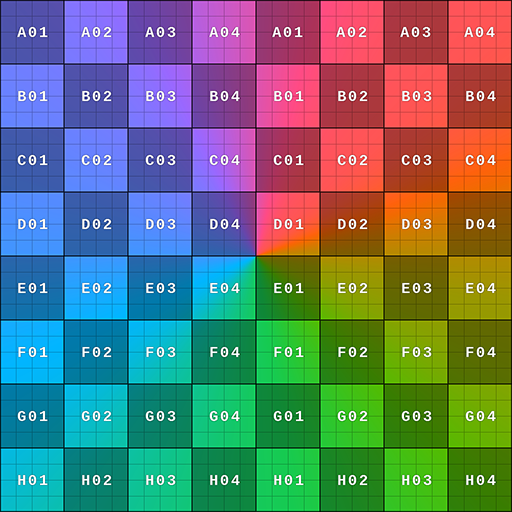 A01 A02 A03 A04 A01 A02 A03 A04
B01 B02 B03 B04 B01 B02 B03 B04
C01 C02 C03 C04 C01 C02 C03 C04
D01 D02 D03 D04 D01 D02 D03 D04
E01 E02 E03 E04 E01 E02 E03 E04
F01 F02 F03 F04 F01 F02 F03 F04
G01 G02 G03 G04 G01 G02 G03 G04
H01 H02 H03 H04 H01 H02 H03 H04